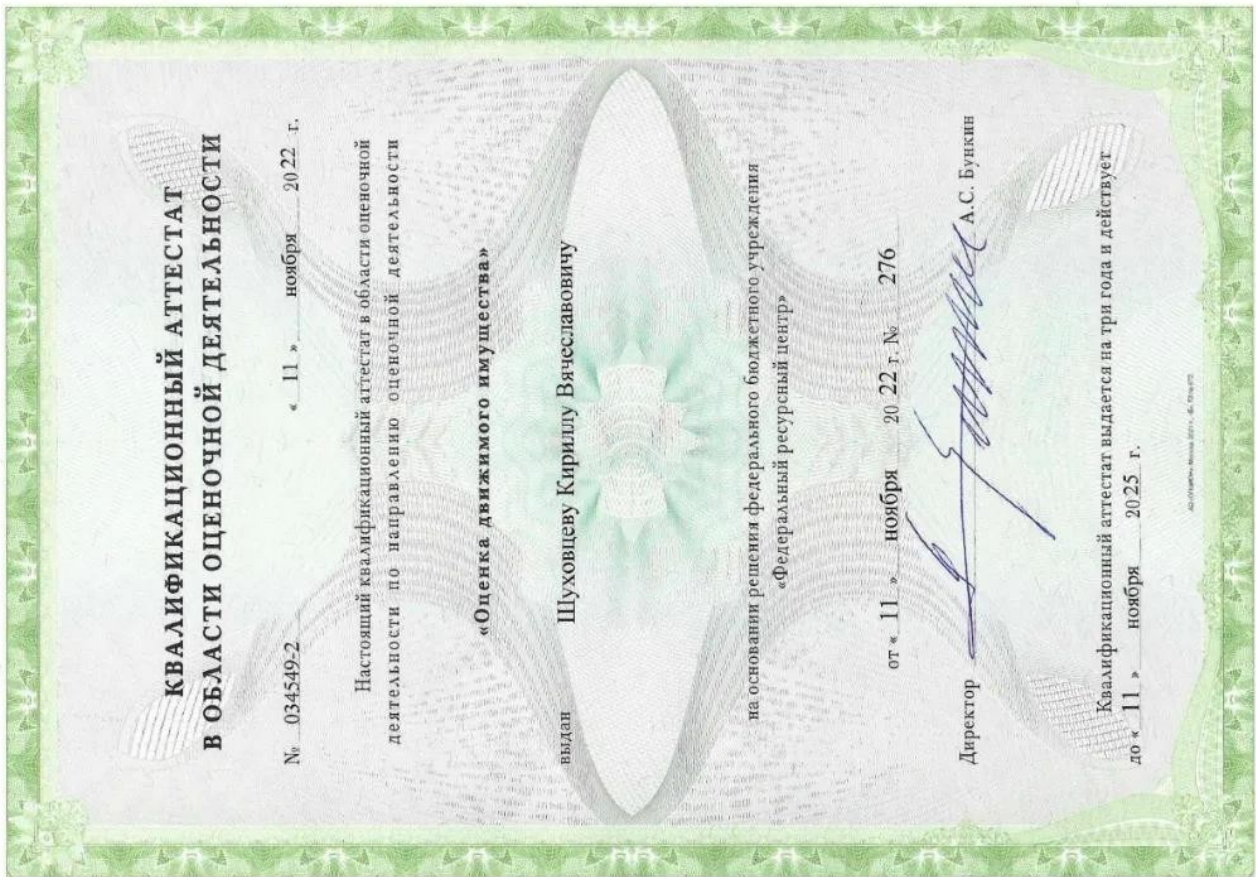 КВАЛИФИКАЦИОННЫЙ АТТЕСТАТ
В ОБЛАСТИ ОЦЕНОЧНОЙ ДЕЯТЕЛЬНОСТИ
№ 034549-2 « 11 » ноября 2022 г.
Настоящий квалификационный аттестат в области оценочной
деятельности по направлению оценочной деятельности
«Оценка движимого имущества»
выдан Шуховцеву Кириллу Вячеславовичу
на основании решения федерального бюджетного учреждения
«Федеральный ресурсный центр»
от « 11 » ноября 20 22 г. № 276
Директор А.С. Бункин
Квалификационный аттестат выдается на три года и действует
до « 11 » ноября 2025 г.